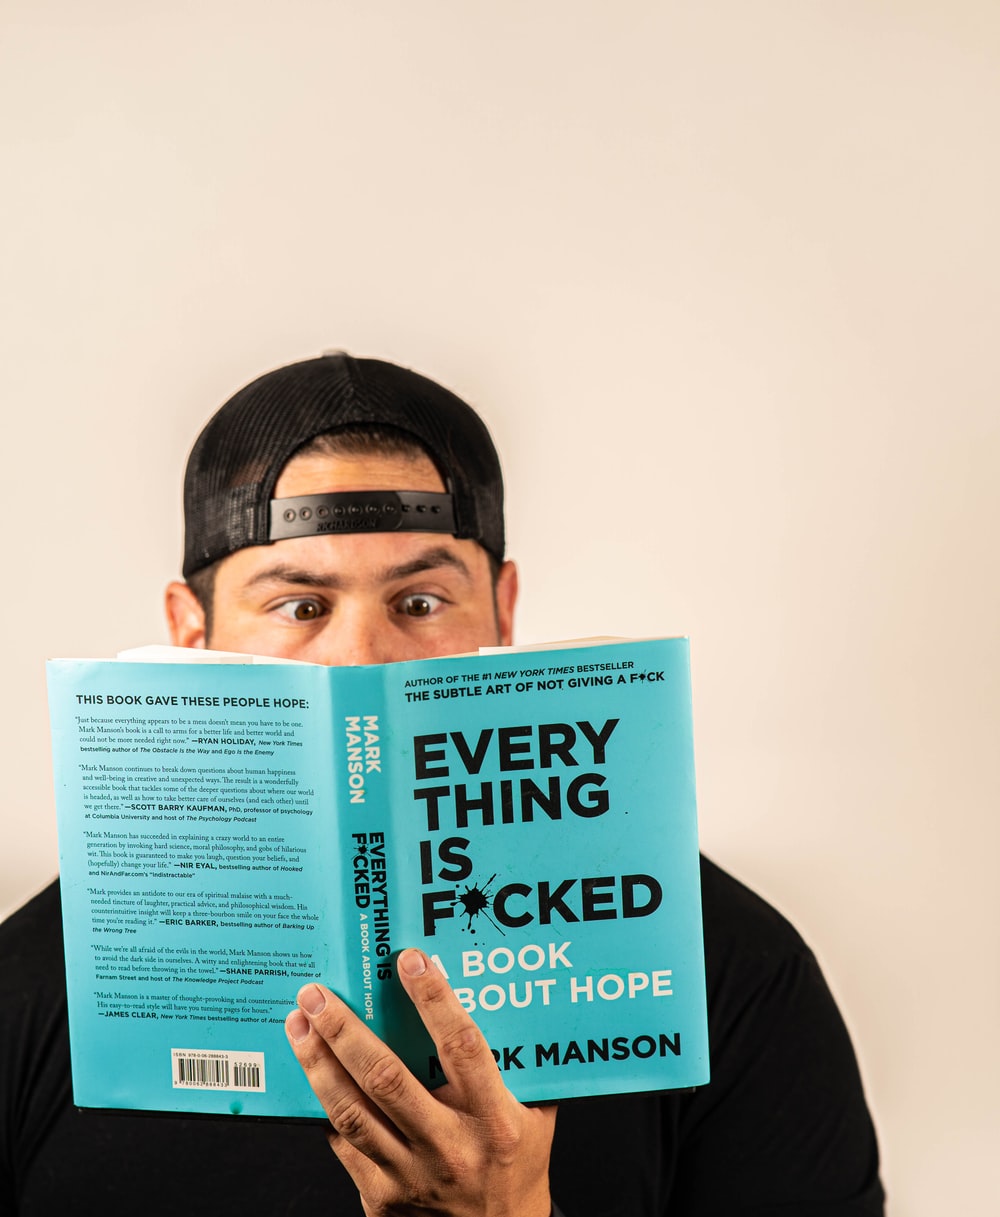 RICHARDSON
THIS BOOK GAVE THESE PEOPLE HOPE:
"Just because everything appears to be a mess doesn't mean you have to be one.
Mark Manson's book is a call to arms for a better life and better world and
could not be more needed right now." —RYAN HOLIDAY, New York Times
bestselling author of The Obstacle Is the Way and Ego Is the Enemy
"Mark Manson continues to break down questions about human happiness
and well-being in creative and unexpected ways. The result is a wonderfully
accessible book that tackles some of the deeper questions about where our world
is headed, as well as how to take better care of ourselves (and each other) until
we get there." —SCOTT BARRY KAUFMAN, PhD, professor of psychology
at Columbia University and host of The Psychology Podcast
"Mark Manson has succeeded in explaining a crazy world to an entire
generation by invoking hard science, moral philosophy, and gobs of hilarious
wit. This book is guaranteed to make you laugh, question your beliefs, and
(hopefully) change your life." —NIR EYAL, bestselling author of Hooked
and NirAndFar.com's "Indistractable"
"Mark provides an antidote to our era of spiritual malaise with a much-
needed tincture of laughter, practical advice, and philosophical wisdom. His
counterintuitive insight will keep a three-bourbon smile on your face the whole
time you're reading it." —ERIC BARKER, bestselling author of Barking Up
the Wrong Tree
"While we're all afraid of the evils in the world, Mark Manson shows us how
to avoid the dark side in ourselves. A witty and enlightening book that we all
need to read before throwing in the towel." —SHANE PARRISH, founder of
Farnam Street and host of The Knowledge Project Podcast
"Mark Manson is a master of thought-provoking and counterintuitive
His easy-to-read style will have you turning pages for hours."
—JAMES CLEAR, New York Times bestselling author of
ISBN 978-0-06-288843-3
52699
9 780062 888433
MARK
MANSON
EVERYTHING IS
F*CKED A BOOK ABOUT HOPE
AUTHOR OF THE #1 NEW YORK TIMES BESTSELLER
THE SUBTLE ART OF NOT GIVING A F*CK
EVERY
THING
IS
F*CKED
A BOOK
BOUT HOPE
M RK MANSON